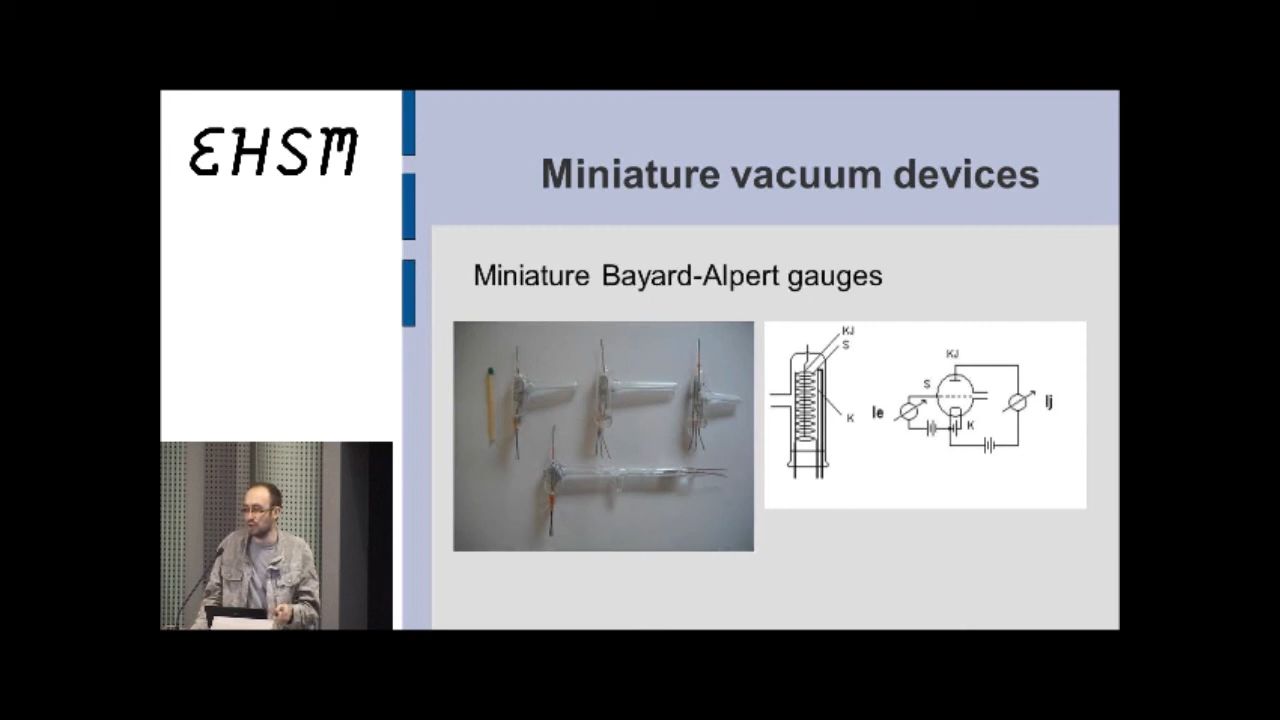 EHSM
Miniature vacuum devices
Miniature Bayard-Alpert gauges
KJ
S
K
KJ
S
Ie
K
Ij